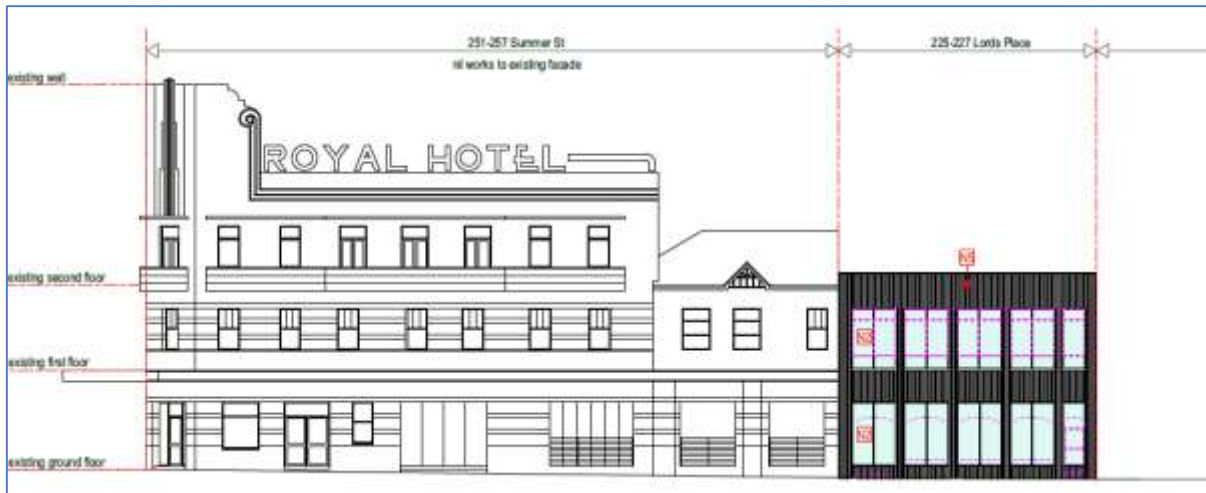 251-257 Summer St
225-227 Lords Place
nil works to existing facade
existing wall
ROYAL HOTEL
existing second floor
existing first floor
existing ground floor